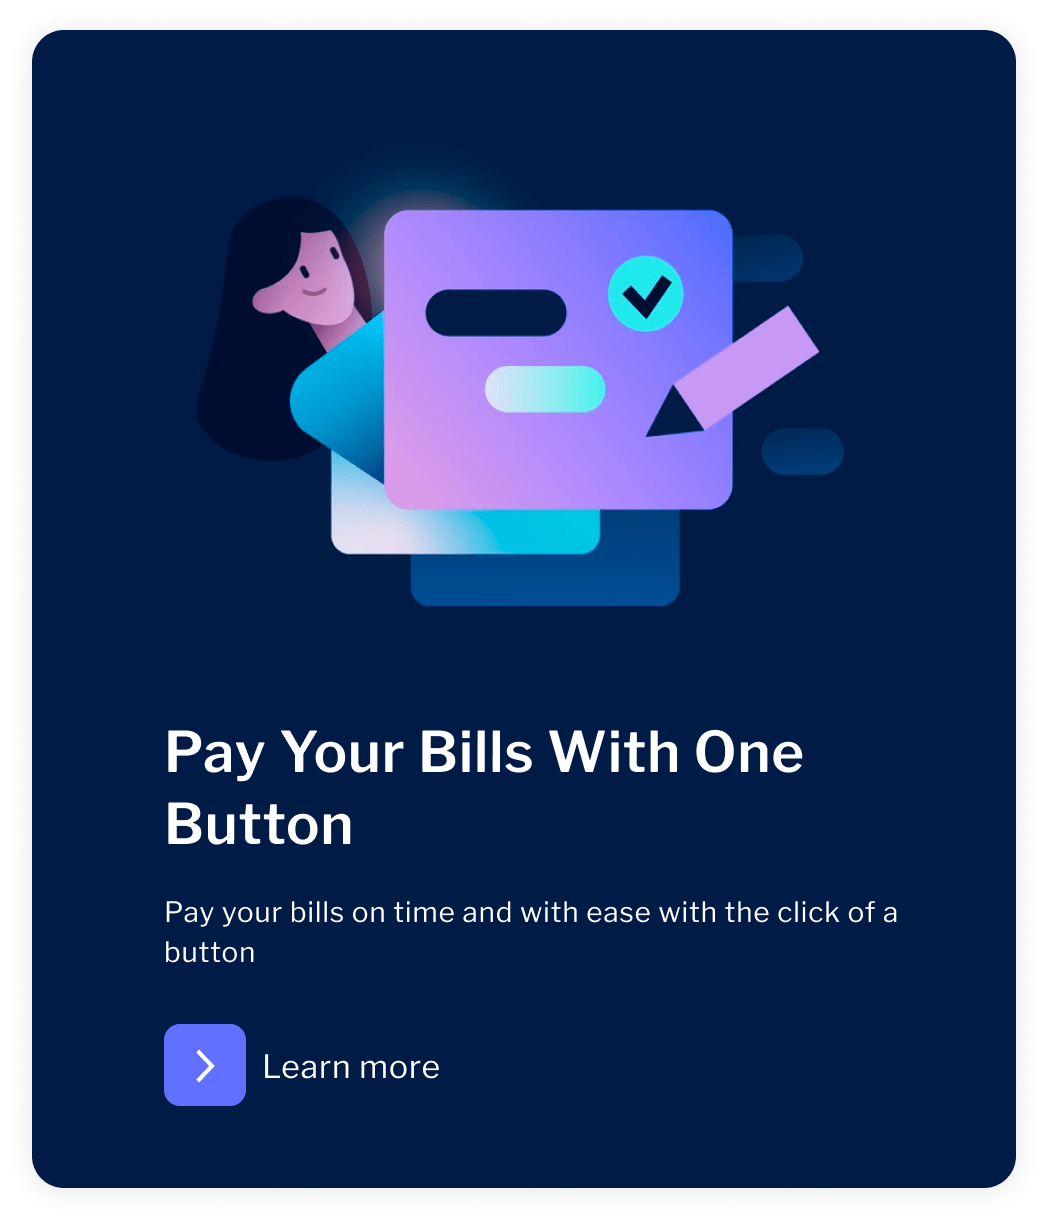 Pay Your Bills With One
Button
Pay your bills on time and with ease with the click of a
button
Learn more